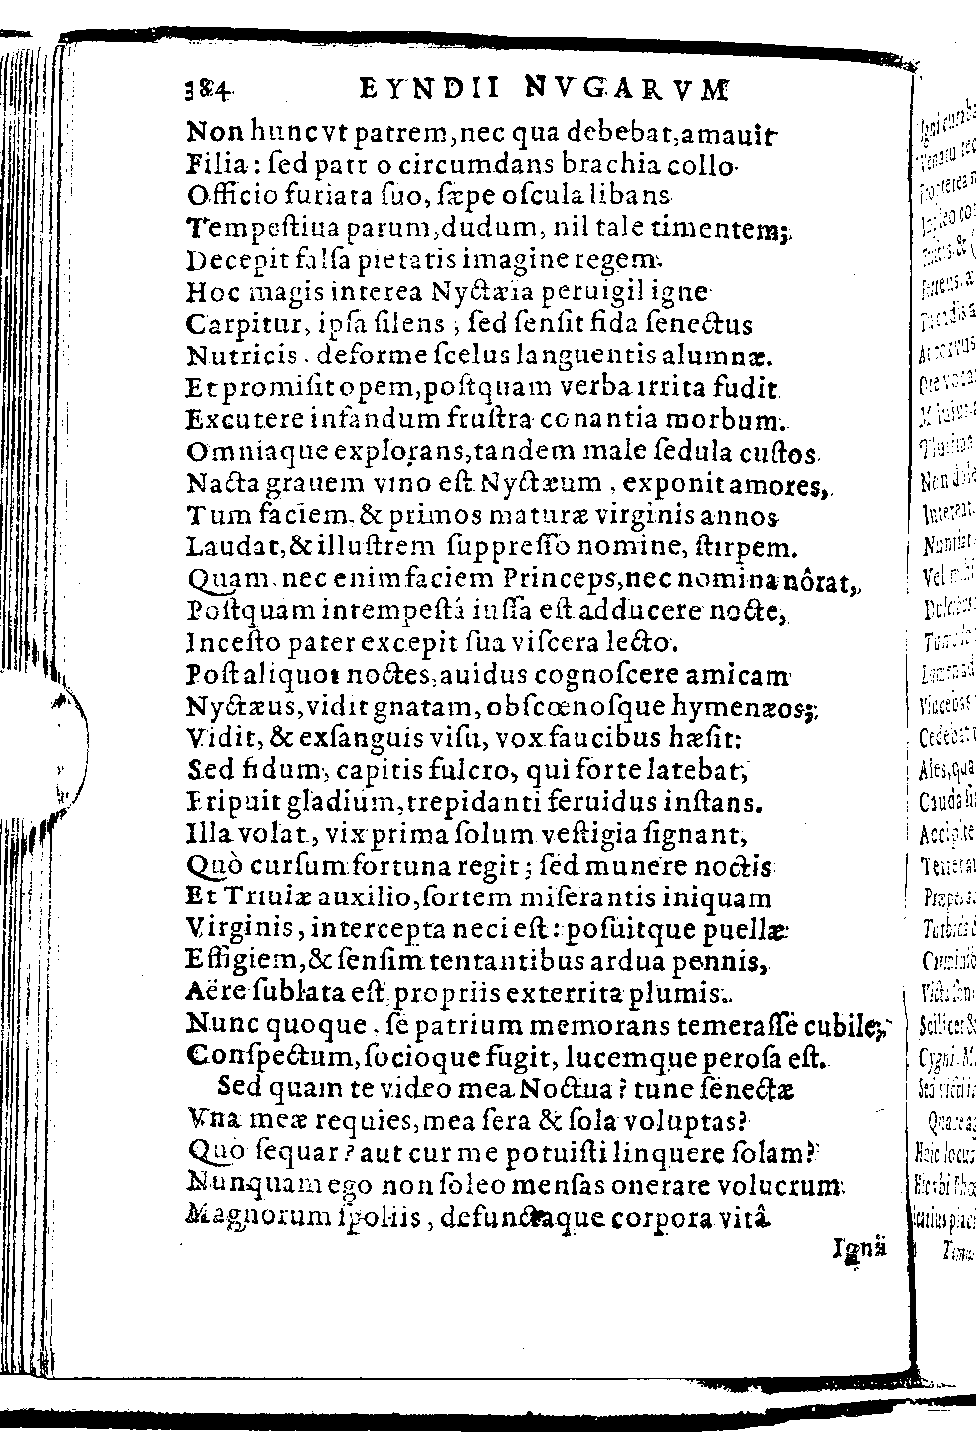 384 EYNDII NVGARVM
Non hunc vt patrem, nec qua debebat, amauit
Filia: ſed patr o circumdans brachia collo
Officio furiata ſuo, ſæpe oſcula libans
Tempeſtiua parum, dudum, nil tale timentem;
Decepit falſa pietatis imagine regem.
Hoc magis interea Nyctæia peruigil igne
Carpitur, ipſa ſilens; ſed ſenſit fida ſenectus
Nutricis. deforme ſcelus languentis alumnæ.
Et promiſit opem, poſtquam verba irrita fudit
Excutere infandum fruſtra conantia morbum.
Omniaque explorans, tandem male ſedula cuſtos
Nacta grauem vino eſt Nyctæum, exponit amores,
Tum faciem, & primos maturæ virginis annos
Laudat, & illuſtrem ſuppreſſo nomine, ſtirpem.
Quam nec enim faciem Princeps, nec nomina nôrat,
Poſtquam intempeſtâ iuſſa eſt adducere nocte,
Inceſto pater excepit ſua viſcera lecto.
Poſt aliquot noctes, auidus cognoſcere amicam
Nyctæus, vidit gnatam, obſcœnoſque hymenæos;
Vidit, & exſanguis viſu, vox faucibus hæſit:
Sed fidum, capitis fulcro, qui forte latebat,
Eripuit gladium, trepidanti feruidus inſtans.
Illa volat, vix prima ſolum veſtigia ſignant,
Quò curſum fortuna regit; ſed munere noctis
Et Triuiæ auxilio, ſortem miſerantis iniquam
Virginis, intercepta neci eſt: poſuitque puellæ
Effigiem, & ſenſim tentantibus ardua pennis,
Aëre ſublata eſt propriis exterrita plumis.
Nunc quoque, ſe patrium memorans temeraſſe cubile;
Conſpectum, ſocioque fugit, lucemque peroſa eſt.
Sed quam te video mea Noctua? tune ſenectæ
Vna meæ requies, mea ſera & ſola voluptas?
Quò ſequar? aut cur me potuiſti linquere ſolam?
Nunquam ego non ſoleo menſas onerare volucrum
Magnorum ſpoliis, defunctaque corpora vitâ
Ignâ